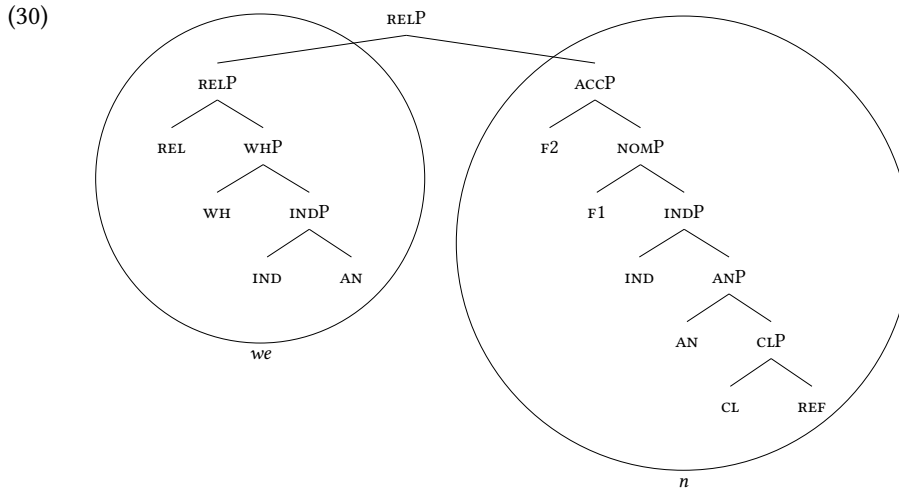 (30)
RELP
RELP ACCP
REL WHP F2 NOMP
WH INDP F1 INDP
IND AN IND ANP
AN CLP
we
CL REF
n